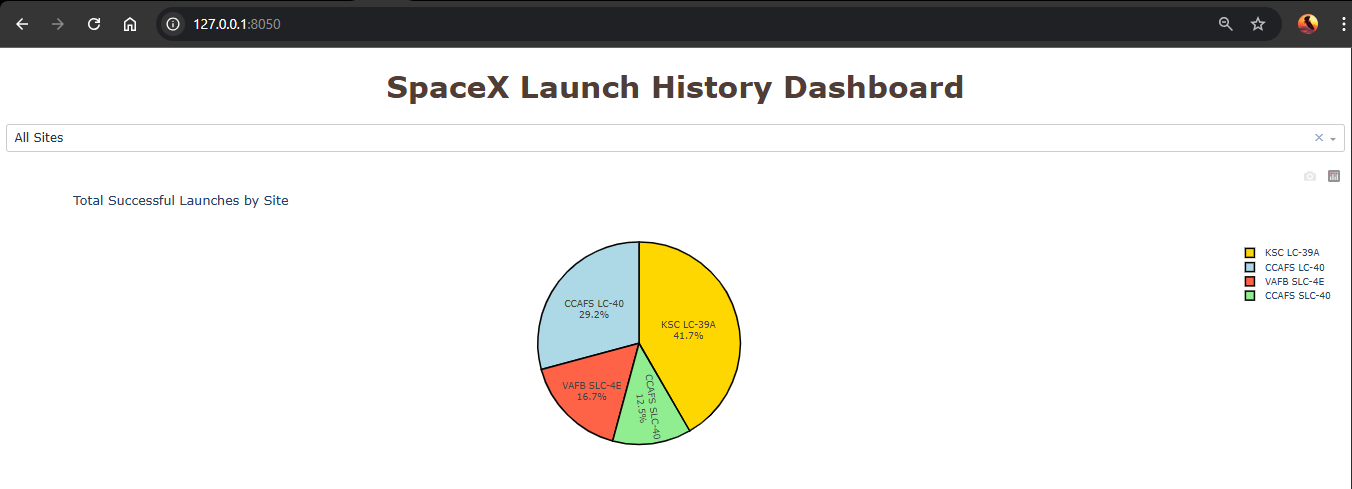 127.0.0.1:8050
SpaceX Launch History Dashboard
All Sites
Total Successful Launches by Site
KSC LC-39A
CCAFS LC-40
VAFB SLC-4E
CCAFS SLC-40
CCAFS LC-40
29.2%
KSC LC-39A
41.7%
VAFB SLC-4E
16.7%
CCAFS SLC-40
12.5%